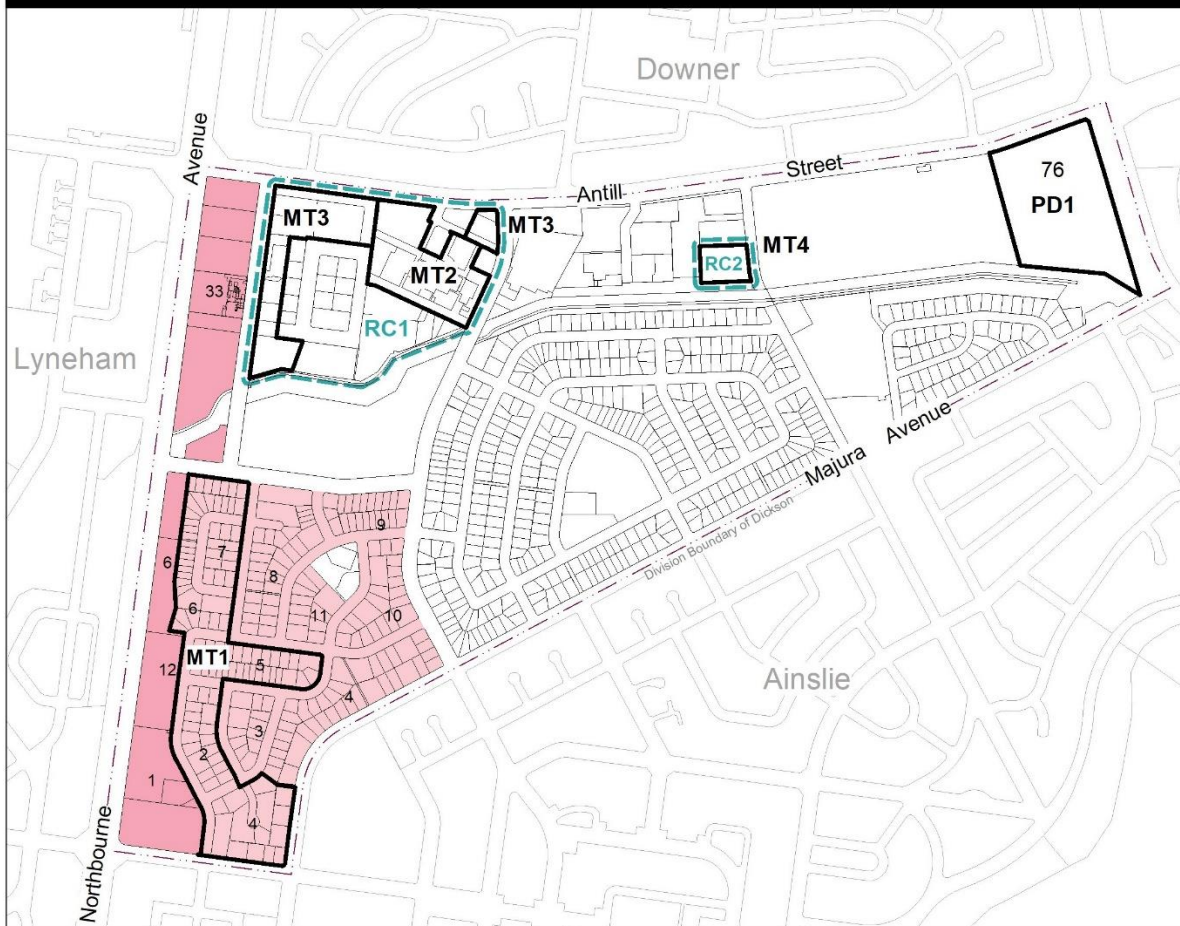 Downer
Avenue
Street
Antill
76
PD1
MT3
MT3
MT4
MT2
RC2
33
RC1
Lyneham
Avenue
Majura
Division Boundary of Dickson
9
7
6
8
6
11
10
MT1
5
12
4
Ainslie
3
2
1
4
Northbourne